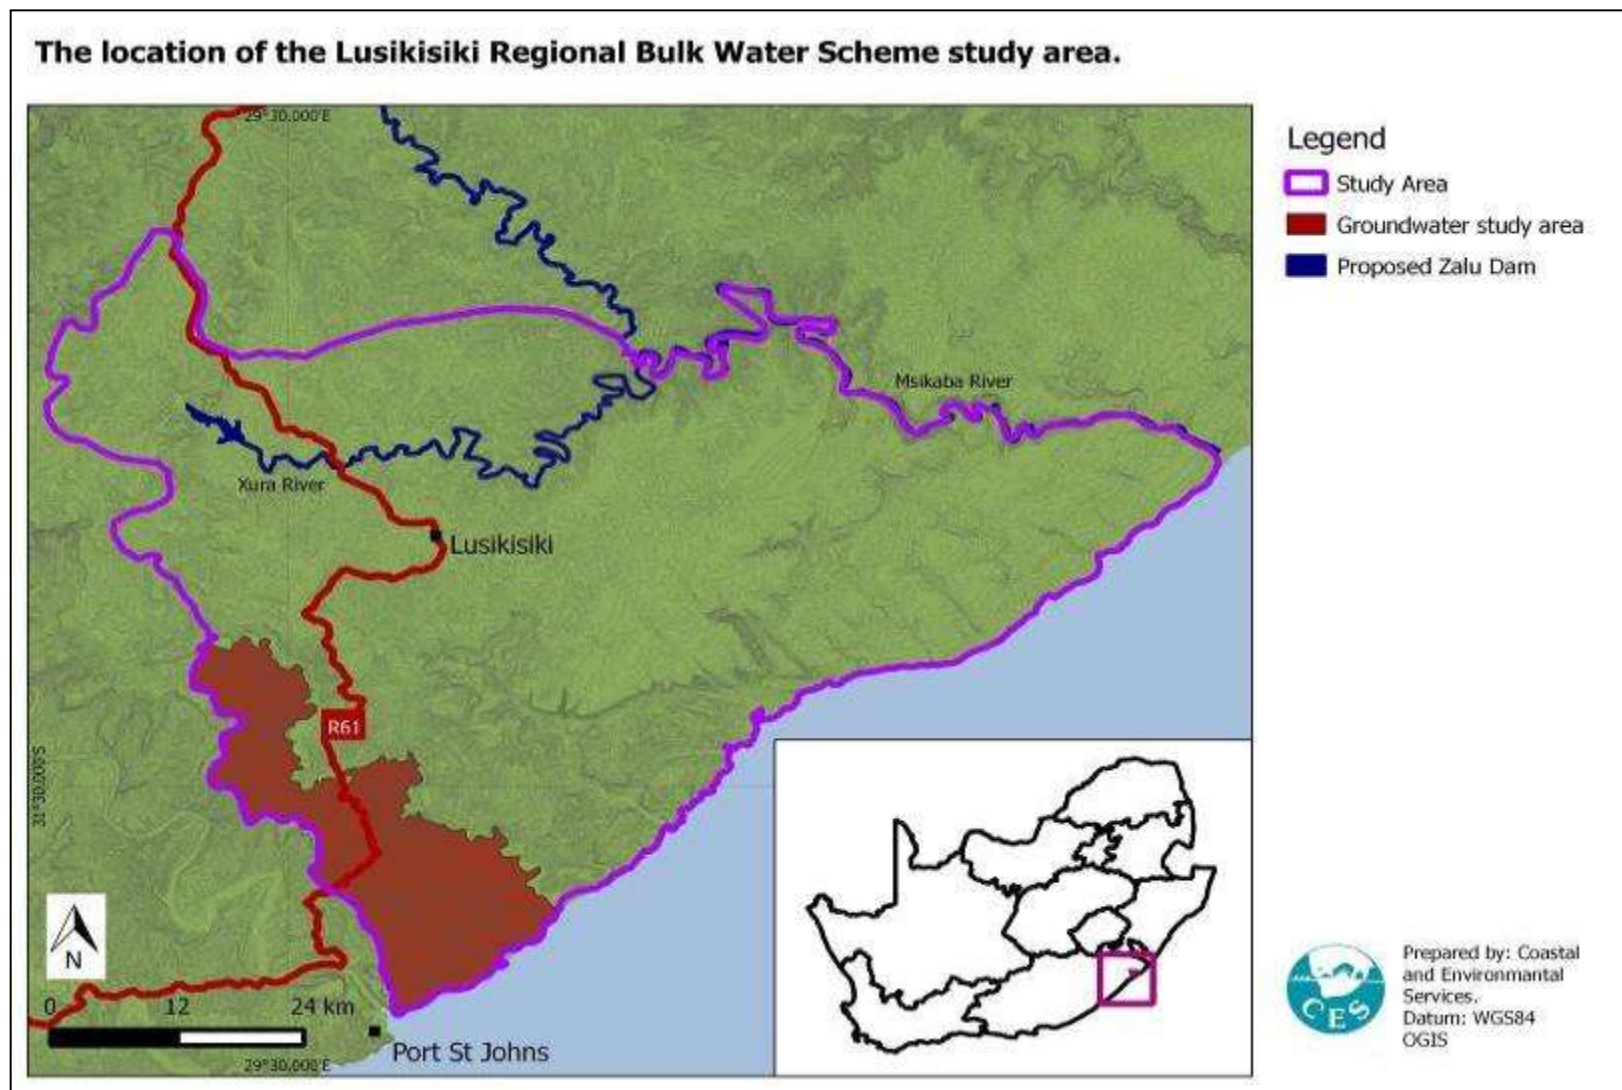 The location of the Lusikisiki Regional Bulk Water Scheme study area.
29°30,000'E
Legend
Study Area
Groundwater study area
Proposed Zalu Dam
Msikaba River
Xura River
Lusikisiki
R61
31°30,000'S
N
0 12 24 km
Port St Johns
29°30,000'E
CES
Prepared by: Coastal
and Environmantal
Services.
Datum: WGS84
QGIS